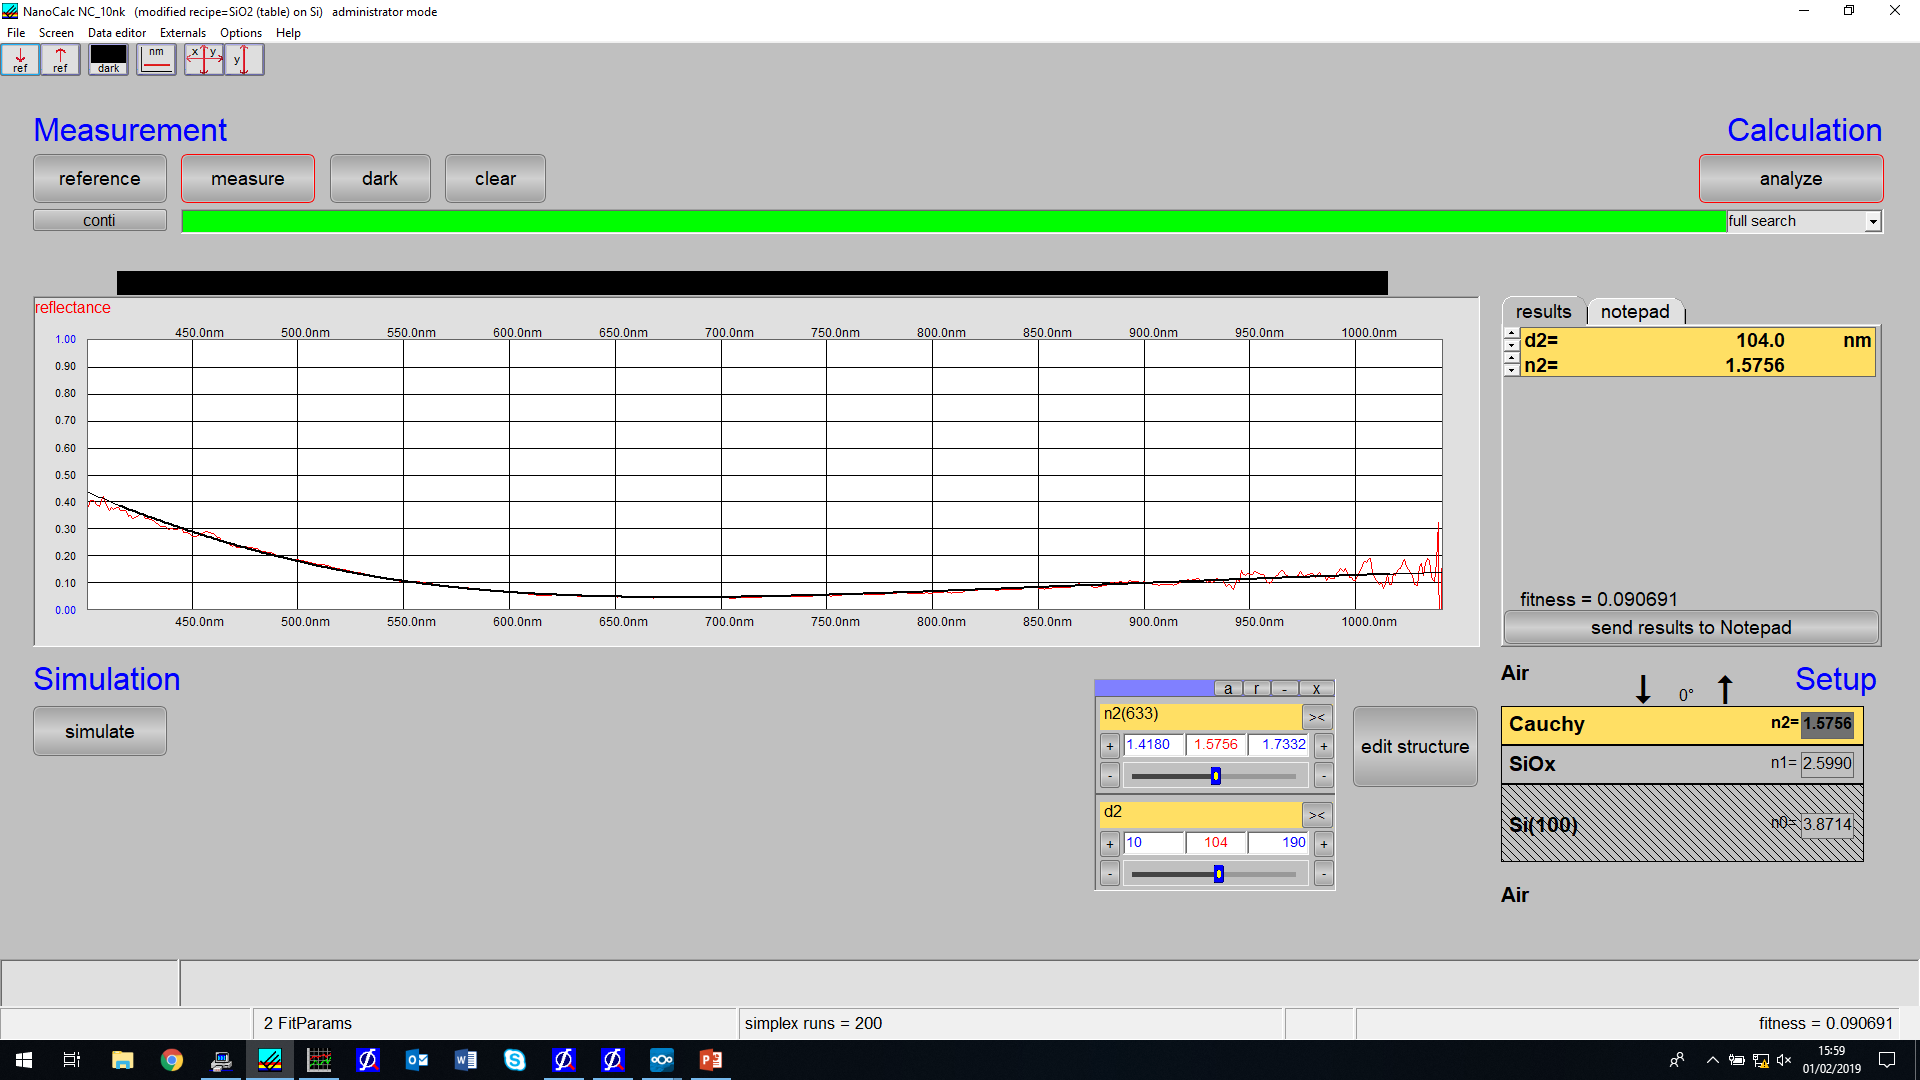 NanoCalc NC_10nk (modified recipe=SiO2 (table) on Si) administrator mode
File Screen Data editor Externals Options Help
ref ref dark nm x y y
Measurement
Calculation
reference measure dark clear
analyze
conti
full search
reflectance
450.0nm 500.0nm 550.0nm 600.0nm 650.0nm 700.0nm 750.0nm 800.0nm 850.0nm 900.0nm 950.0nm 1000.0nm
1.00
0.90
0.80
0.70
0.60
0.50
0.40
0.30
0.20
0.10
0.00
450.0nm 500.0nm 550.0nm 600.0nm 650.0nm 700.0nm 750.0nm 800.0nm 850.0nm 900.0nm 950.0nm 1000.0nm
results notepad
d2= 104.0 nm
n2= 1.5756
fitness = 0.090691
send results to Notepad
Simulation
simulate
a r - x
n2(633) ><
+ 1.4180 1.5756 1.7332 +
- -
d2 ><
+ 10 104 190 +
- -
edit structure
Air
0°
Setup
Cauchy n2= 1.5756
SiOx n1= 2.5990
Si(100) n0= 3.8714
Air
2 FitParams
simplex runs = 200
fitness = 0.090691
15:59
01/02/2019